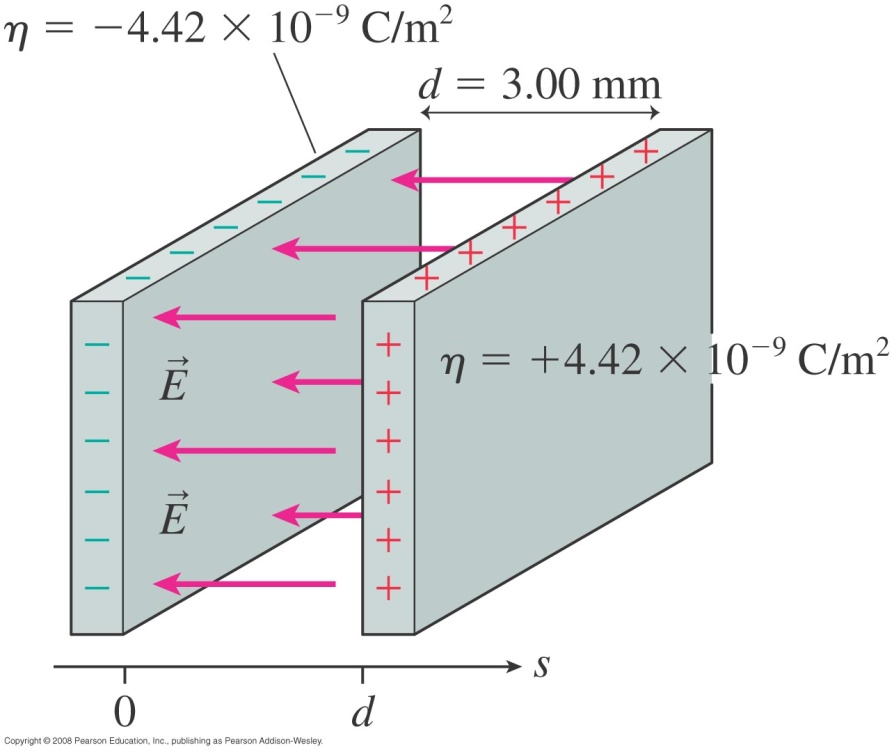 η = −4.42 × 10⁻⁹ C/m²
d = 3.00 mm
− − − − − −
+ + + + + +
− − − − − −
+ + + + + +
η = +4.42 × 10⁻⁹ C/m²
E⃗
E⃗
s
0 d
Copyright © 2008 Pearson Education, Inc., publishing as Pearson Addison-Wesley.